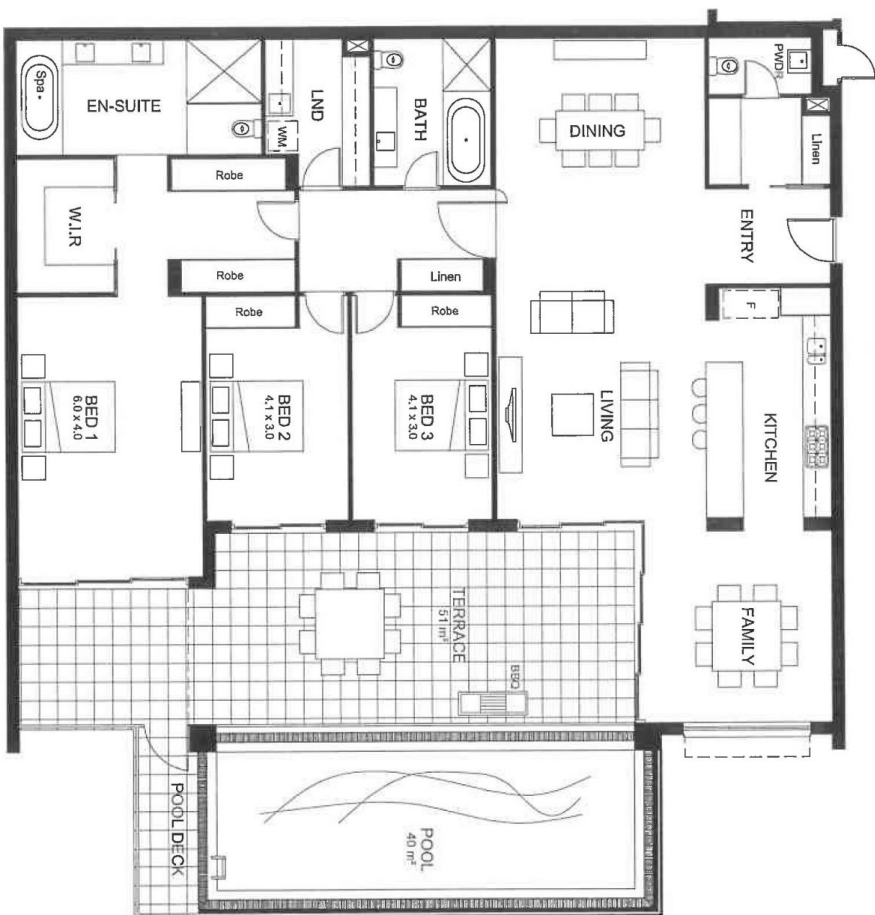 PWDR
Linen
EN-SUITE
Spa
LND
WM
BATH
DINING
Robe
W.I.R
ENTRY
Robe
Linen
F
Robe
Robe
KITCHEN
LIVING
BED 1
6.0 x 4.0
BED 2
4.1 x 3.0
BED 3
4.1 x 3.0
TERRACE
51 m²
FAMILY
BBQ
POOL DECK
POOL
40 m²